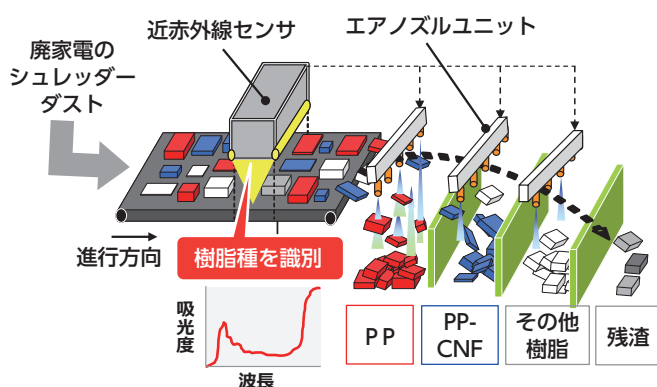 近赤外線センサ
エアノズルユニット
廃家電の
シュレッダー
ダスト
進行方向
樹脂種を識別
吸光度
波長
PP
PP-
CNF
その他
樹脂
残渣